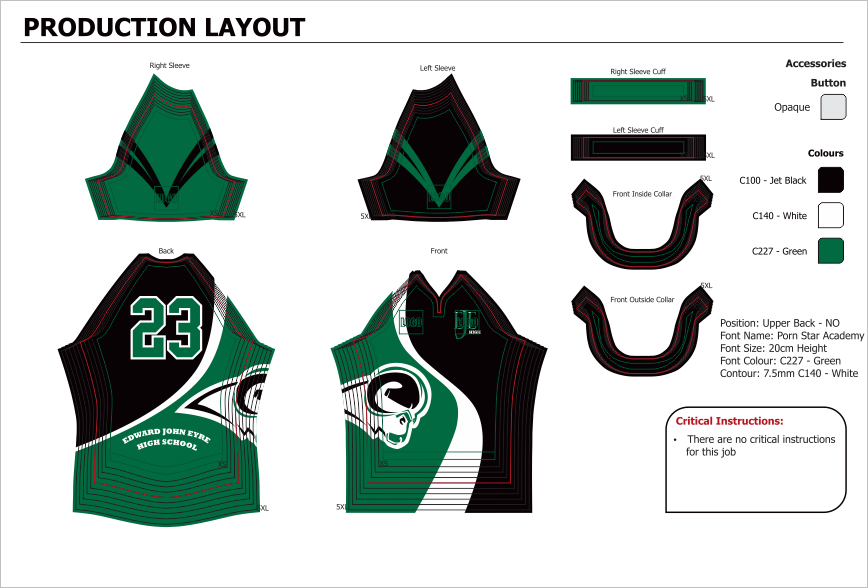 PRODUCTION LAYOUT
Right Sleeve
5XL
Left Sleeve
5XL
Right Sleeve Cuff
XS
5XL
Left Sleeve Cuff
5XL
Accessories
Button
Opaque
Colours
C100 - Jet Black
C140 - White
C227 - Green
5XL
Front Inside Collar
5XL
Front Outside Collar
Back
23
EDWARD JOHN EYRE
HIGH SCHOOL
XS
5XL
Front
LOGO
XS
5XL
Position: Upper Back - NO
Font Name: Porn Star Academy
Font Size: 20cm Height
Font Colour: C227 - Green
Contour: 7.5mm C140 - White
Critical Instructions:
• There are no critical instructions
for this job